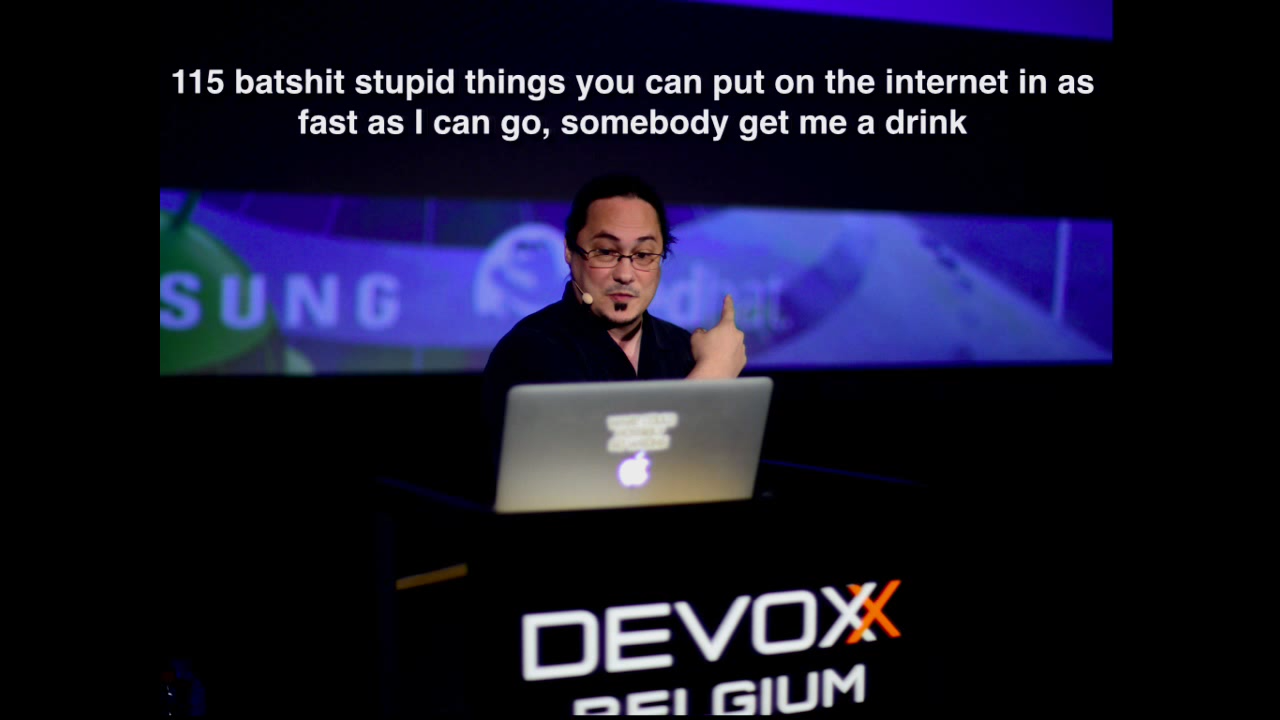 115 batshit stupid things you can put on the internet in as
fast as I can go, somebody get me a drink
SUNG
DEVOXX
BELGIUM